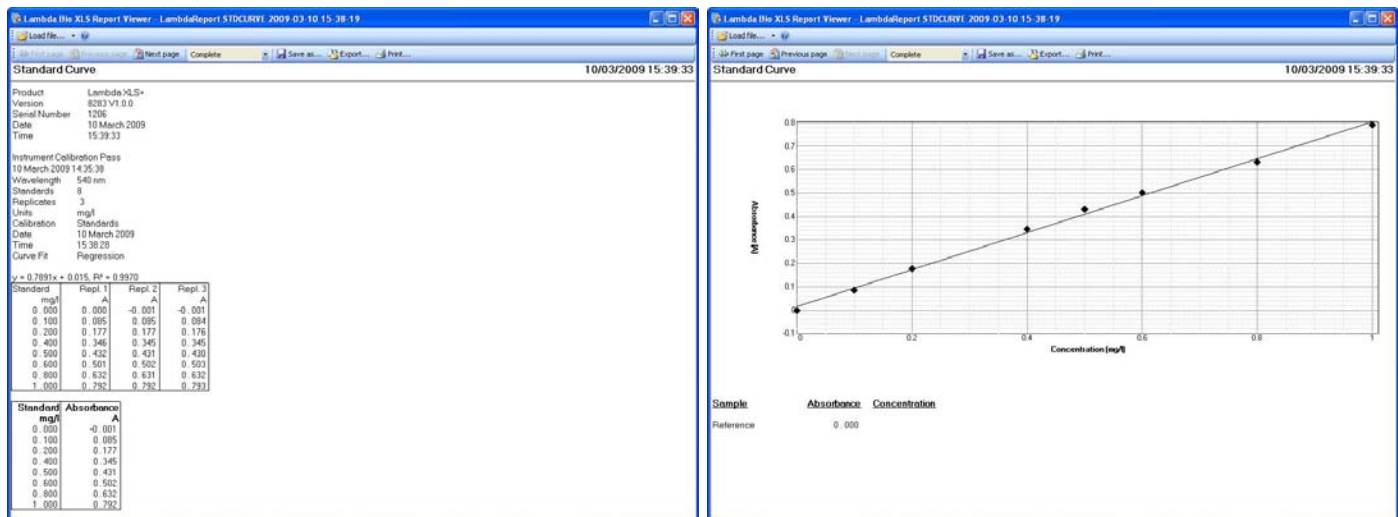 Lambda Bio XLS Report Viewer - LambdaReport STDCURVE 2009-03-10 15-38-19
Load file...
First page Previous page Next page Complete Save as... Export... Print...
Standard Curve 10/03/2009 15:39:33
Product Lambda XLS+
Version 8283 V1.0.0
Serial Number 1206
Date 10 March 2009
Time 15:39:33
Instrument Calibration Pass
10 March 2009 14:35:38
Wavelength 540 nm
Standards 8
Replicates 3
Units mg/l
Calibration Standards
Date 10 March 2009
Time 15:38:28
Curve Fit Regression
y = 0.7891x + 0.015, R² = 0.9970
Standard Repl. 1 Repl. 2 Repl. 3
mg/l A A A
0.000 0.000 -0.001 -0.001
0.100 0.085 0.085 0.084
0.200 0.177 0.177 0.176
0.400 0.346 0.345 0.345
0.500 0.432 0.431 0.430
0.600 0.501 0.502 0.503
0.800 0.632 0.631 0.632
1.000 0.792 0.792 0.793
Standard Absorbance
mg/l A
0.000 -0.001
0.100 0.085
0.200 0.177
0.400 0.345
0.500 0.431
0.600 0.502
0.800 0.632
1.000 0.792
Lambda Bio XLS Report Viewer - LambdaReport STDCURVE 2009-03-10 15-38-19
Load file...
First page Previous page Next page Complete Save as... Export... Print...
Standard Curve 10/03/2009 15:39:33
0.8
0.7
0.6
0.5
0.4
0.3
0.2
0.1
0
-0.1
Absorbance (A)
0 0.2 0.4 0.6 0.8 1
Concentration (mg/l)
Sample Absorbance Concentration
Reference 0.000